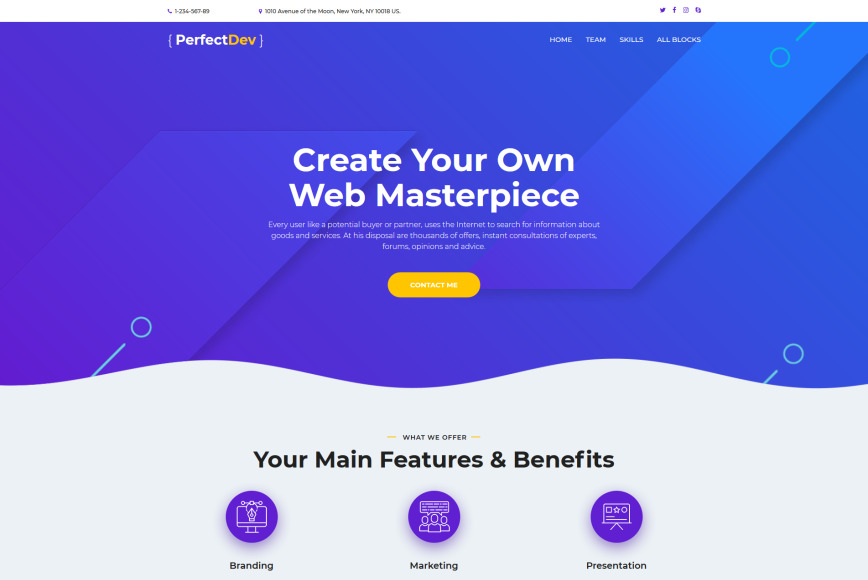 1-234-567-89
1010 Avenue of the Moon, New York, NY 10018 US.
{ PerfectDev }
HOME TEAM SKILLS ALL BLOCKS
Create Your Own
Web Masterpiece
Every user like a potential buyer or partner, uses the Internet to search for information about
goods and services. At his disposal are thousands of offers, instant consultations of experts,
forums, opinions and advice.
CONTACT ME
WHAT WE OFFER
Your Main Features & Benefits
Branding
Marketing
Presentation